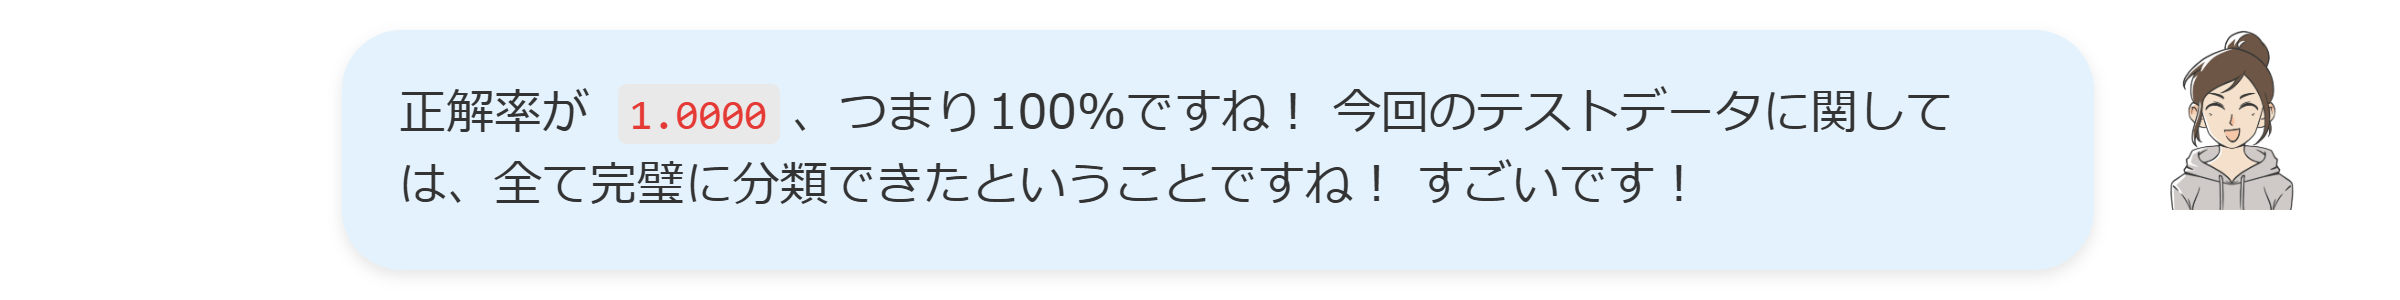 正解率が 1.0000 、つまり100%ですね！ 今回のテストデータに関して
は、全て完璧に分類できたということですね！ すごいです！